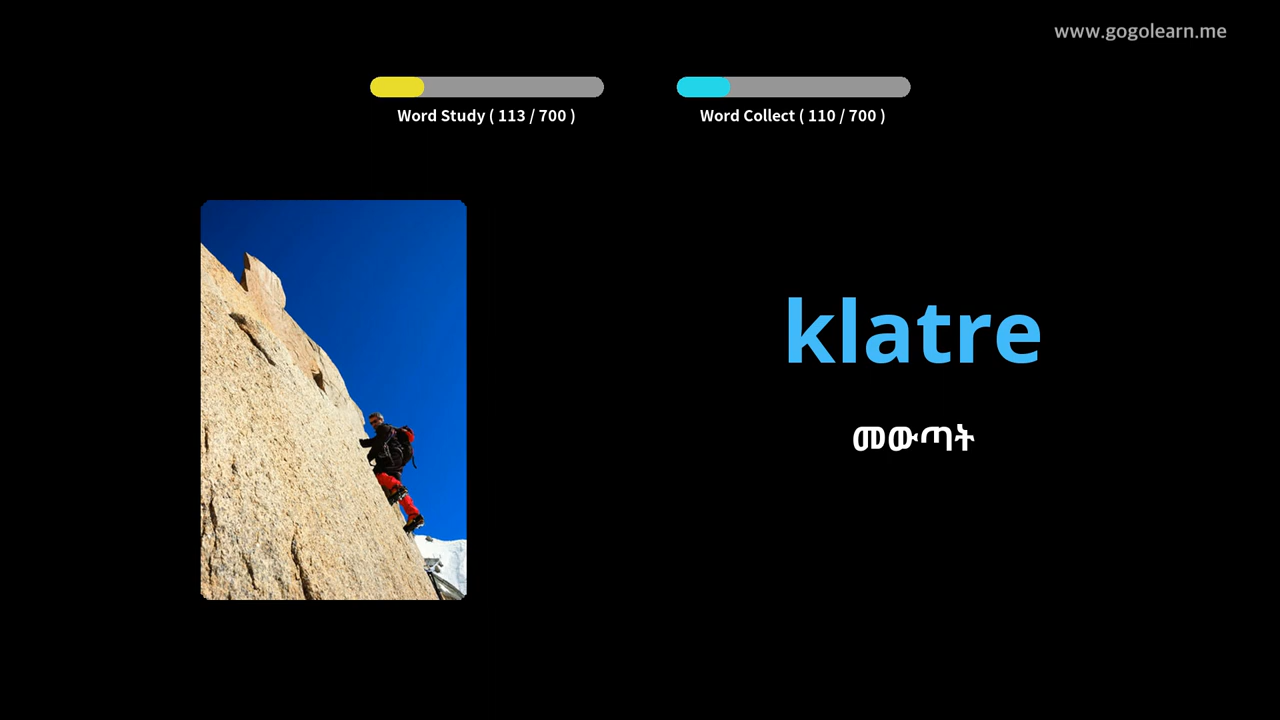 www.gogolearn.me
Word Study ( 113 / 700 )
Word Collect ( 110 / 700 )
klatre
መውጣት